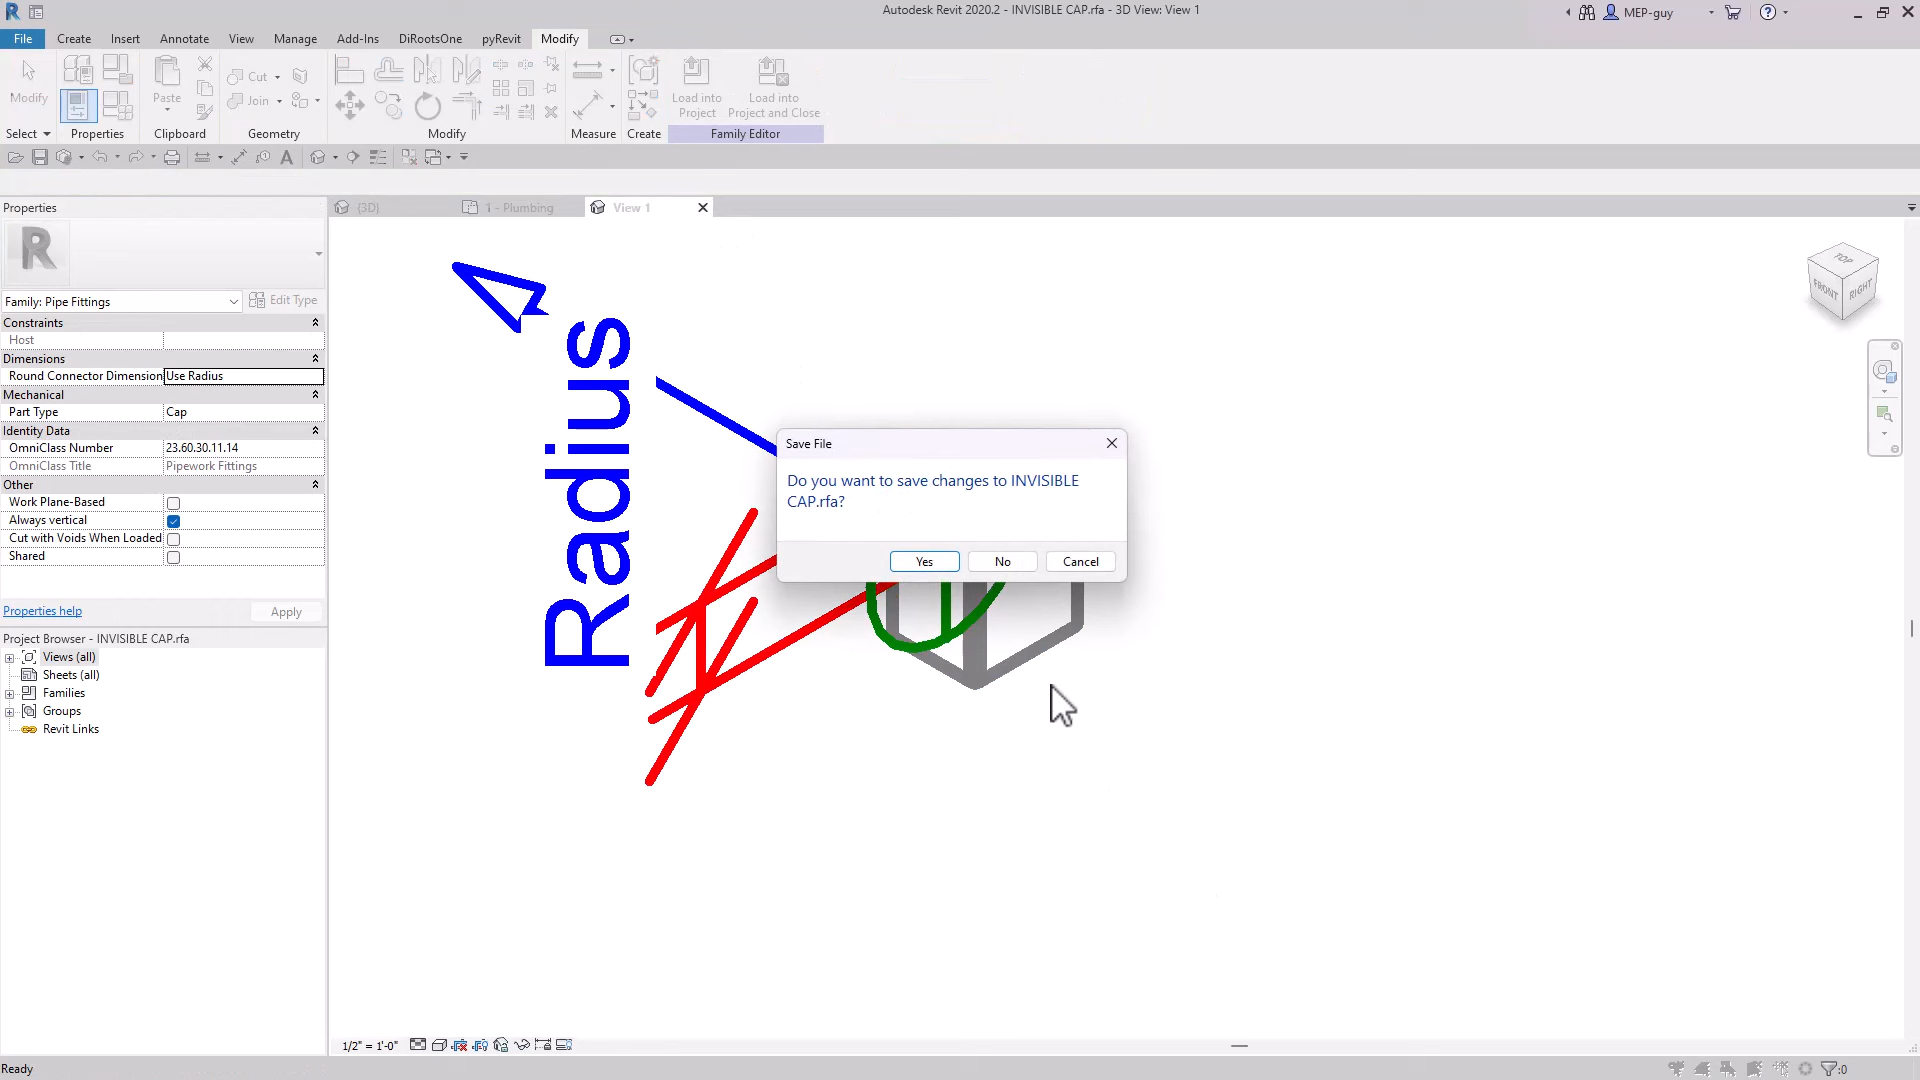 Autodesk Revit 2020.2 - INVISIBLE CAP.rfa - 3D View: View 1
MEP-guy
File
Create
Insert
Annotate
View
Manage
Add-Ins
DiRootsOne
pyRevit
Modify
Modify
Paste
Cut
Join
Load into
Project
Load into
Project and Close
Select
Properties
Clipboard
Geometry
Modify
Measure
Create
Family Editor
Properties
{3D}
1 - Plumbing
View 1
R
Family: Pipe Fittings
Edit Type
Constraints
Host
Dimensions
Round Connector Dimension
Use Radius
Mechanical
Part Type
Cap
Identity Data
OmniClass Number
23.60.30.11.14
OmniClass Title
Pipework Fittings
Other
Work Plane-Based
Always vertical
Cut with Voids When Loaded
Shared
Properties help
Apply
Project Browser - INVISIBLE CAP.rfa
Views (all)
Sheets (all)
Families
Groups
Revit Links
Radius
TOP
FRONT
RIGHT
Save File
Do you want to save changes to INVISIBLE
CAP.rfa?
Yes
No
Cancel
1/2" = 1'-0"
Ready
:0